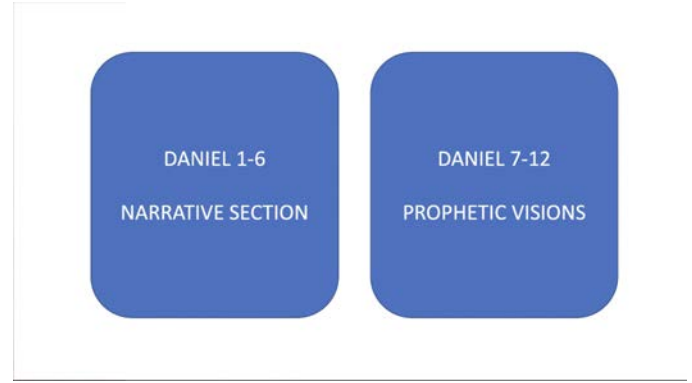 DANIEL 1-6
NARRATIVE SECTION
DANIEL 7-12
PROPHETIC VISIONS